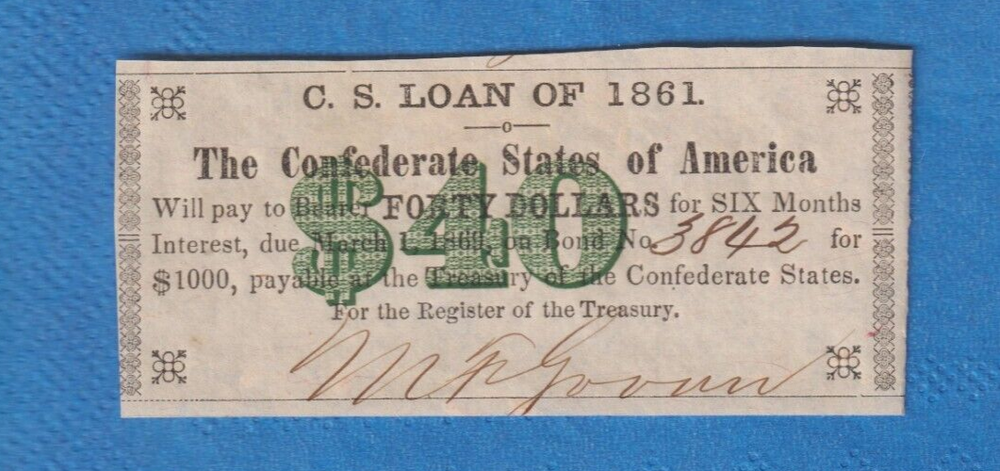 C. S. LOAN OF 1861.
$40
The Confederate States of America
Will pay to Bearer FORTY DOLLARS for SIX Months
Interest, due March 1, on Bond No. 3842 for
$1000, payable at the Treasury of the Confederate States.
For the Register of the Treasury.
M F Govan